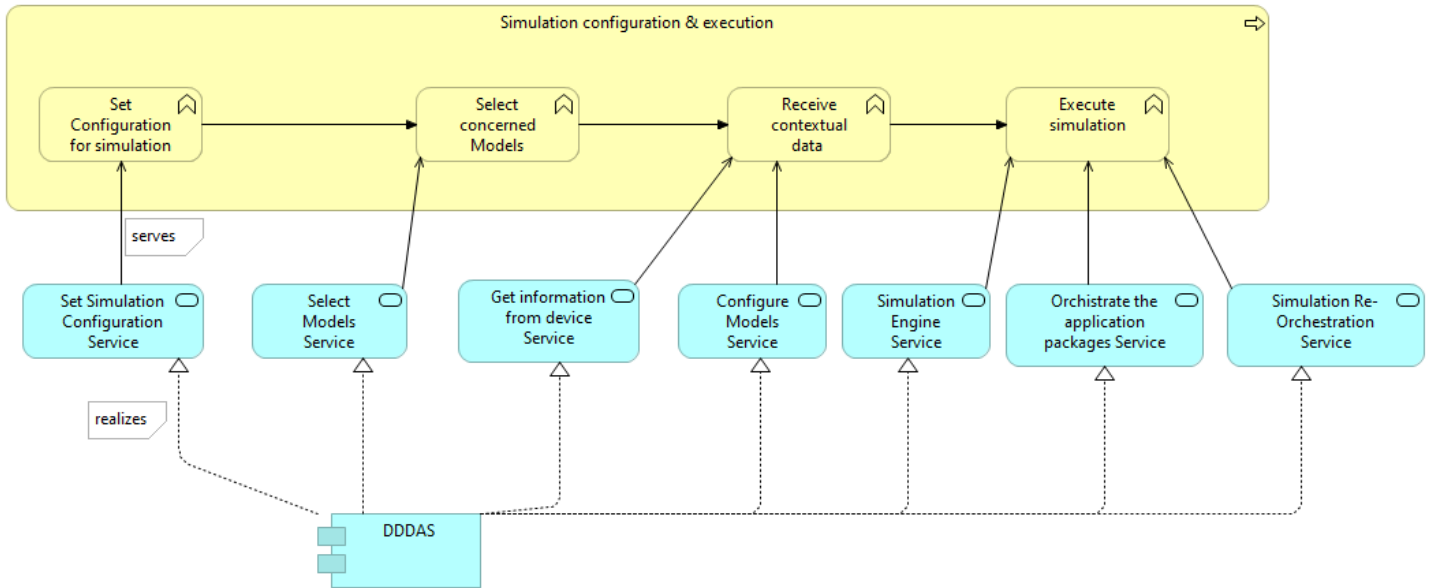 Simulation configuration & execution
Set
Configuration
for simulation
Select
concerned
Models
Receive
contextual
data
Execute
simulation
serves
Set Simulation
Configuration
Service
Select
Models
Service
Get information
from device
Service
Configure
Models
Service
Simulation
Engine
Service
Orchistrate the
application
packages Service
Simulation Re-
Orchestration
Service
realizes
DDDAS